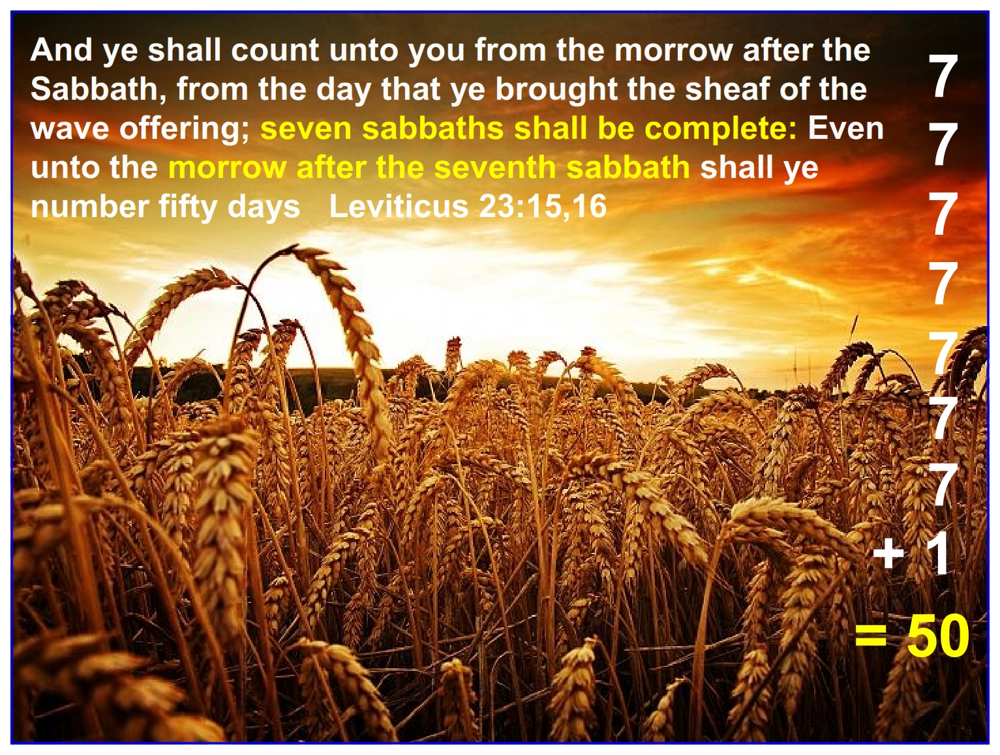 And ye shall count unto you from the morrow after the
Sabbath, from the day that ye brought the sheaf of the
wave offering; seven sabbaths shall be complete: Even
unto the morrow after the seventh sabbath shall ye
number fifty days   Leviticus 23:15,16
7
7
7
7
7
7
7
+ 1
= 50